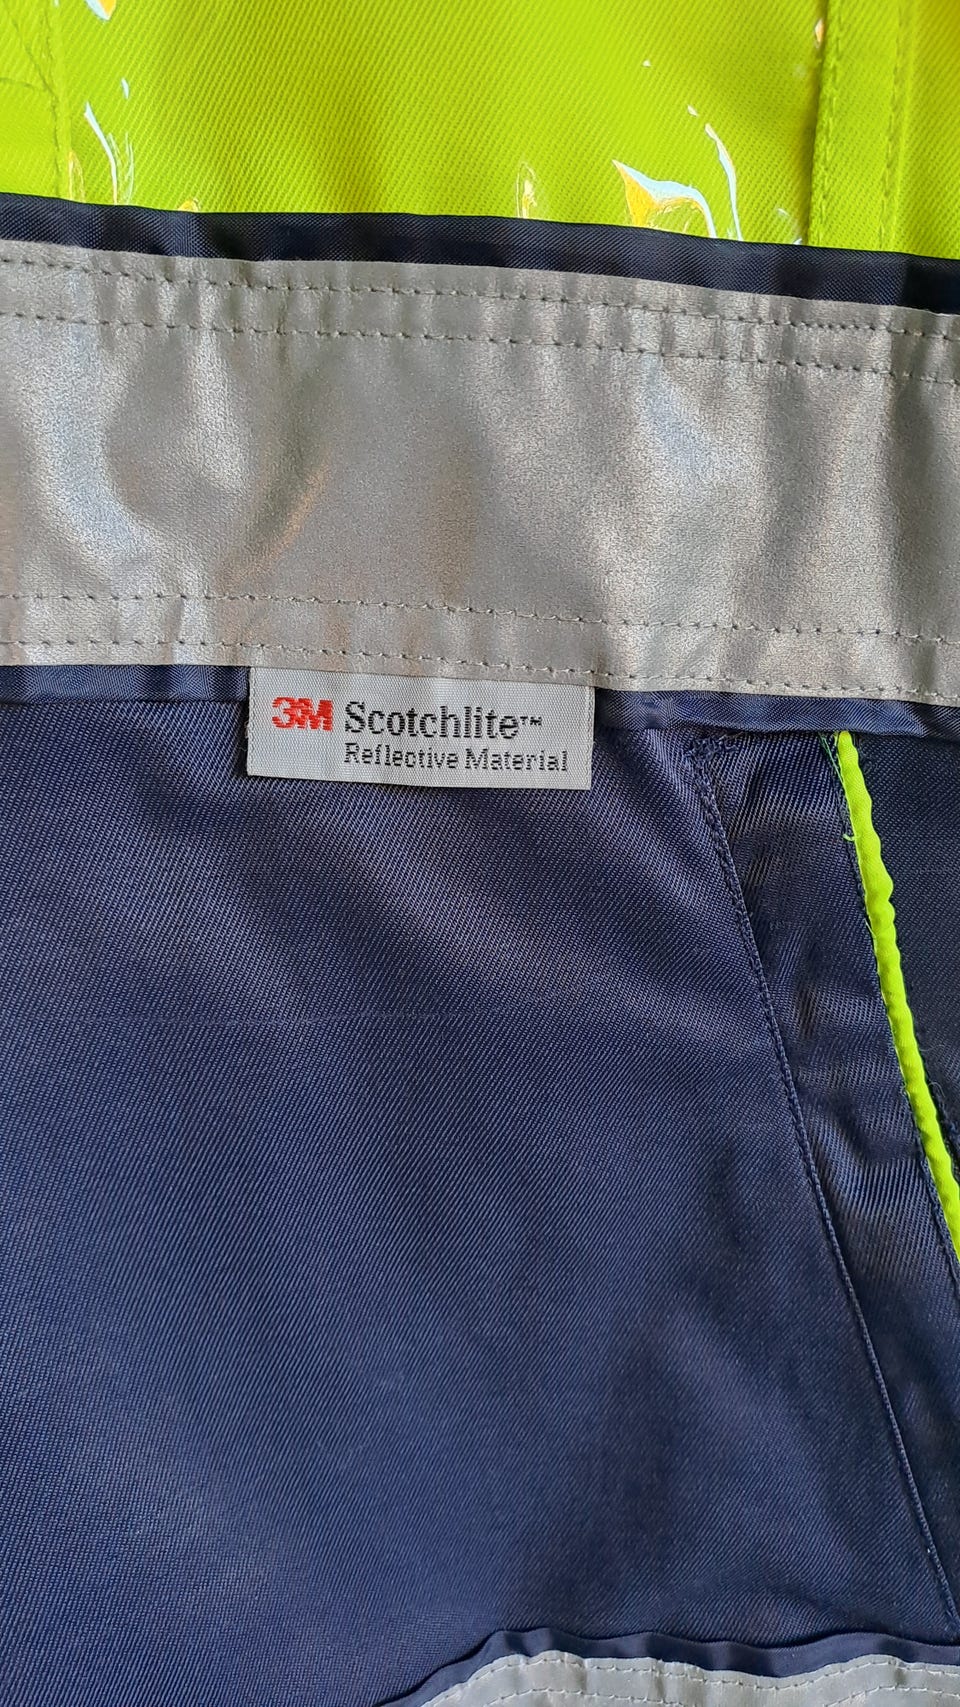 3M Scotchlite™
Reflective Material